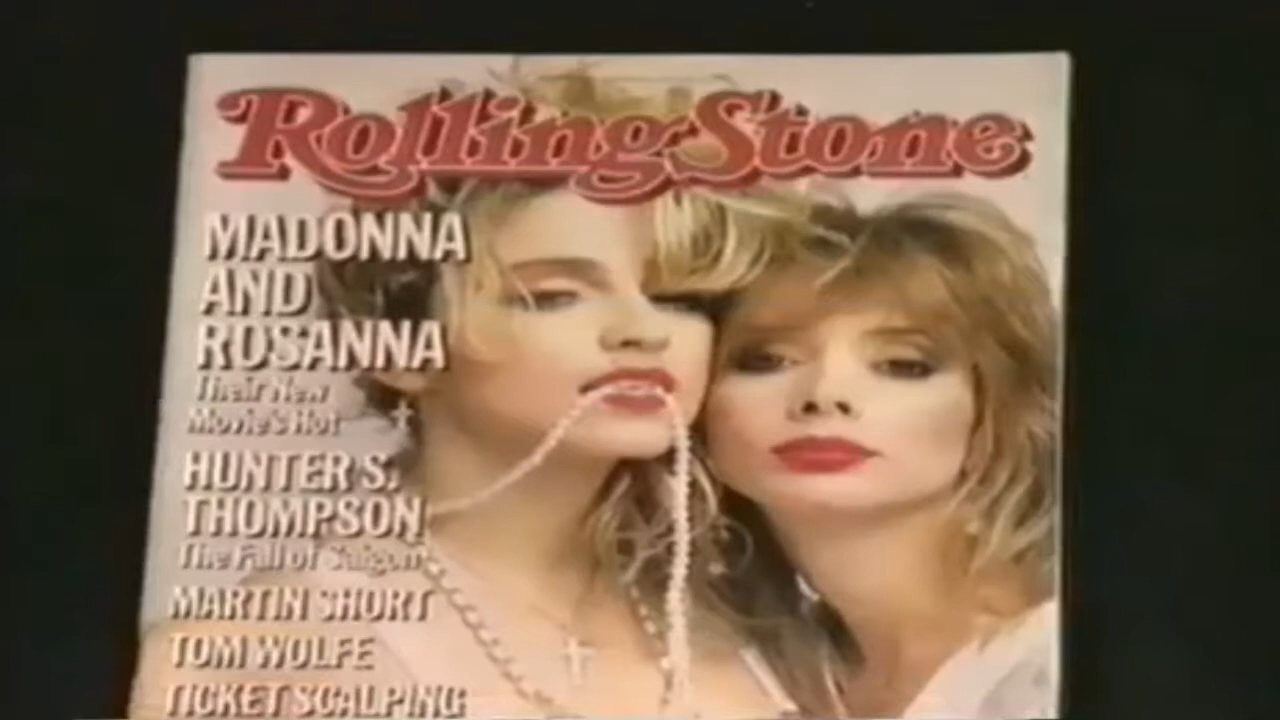 Rolling Stone
MADONNA
AND
ROSANNA
Their New
Movie's Hot
HUNTER S.
THOMPSON
The Fall of Saigon
MARTIN SHORT
TOM WOLFE
TICKET SCALPING